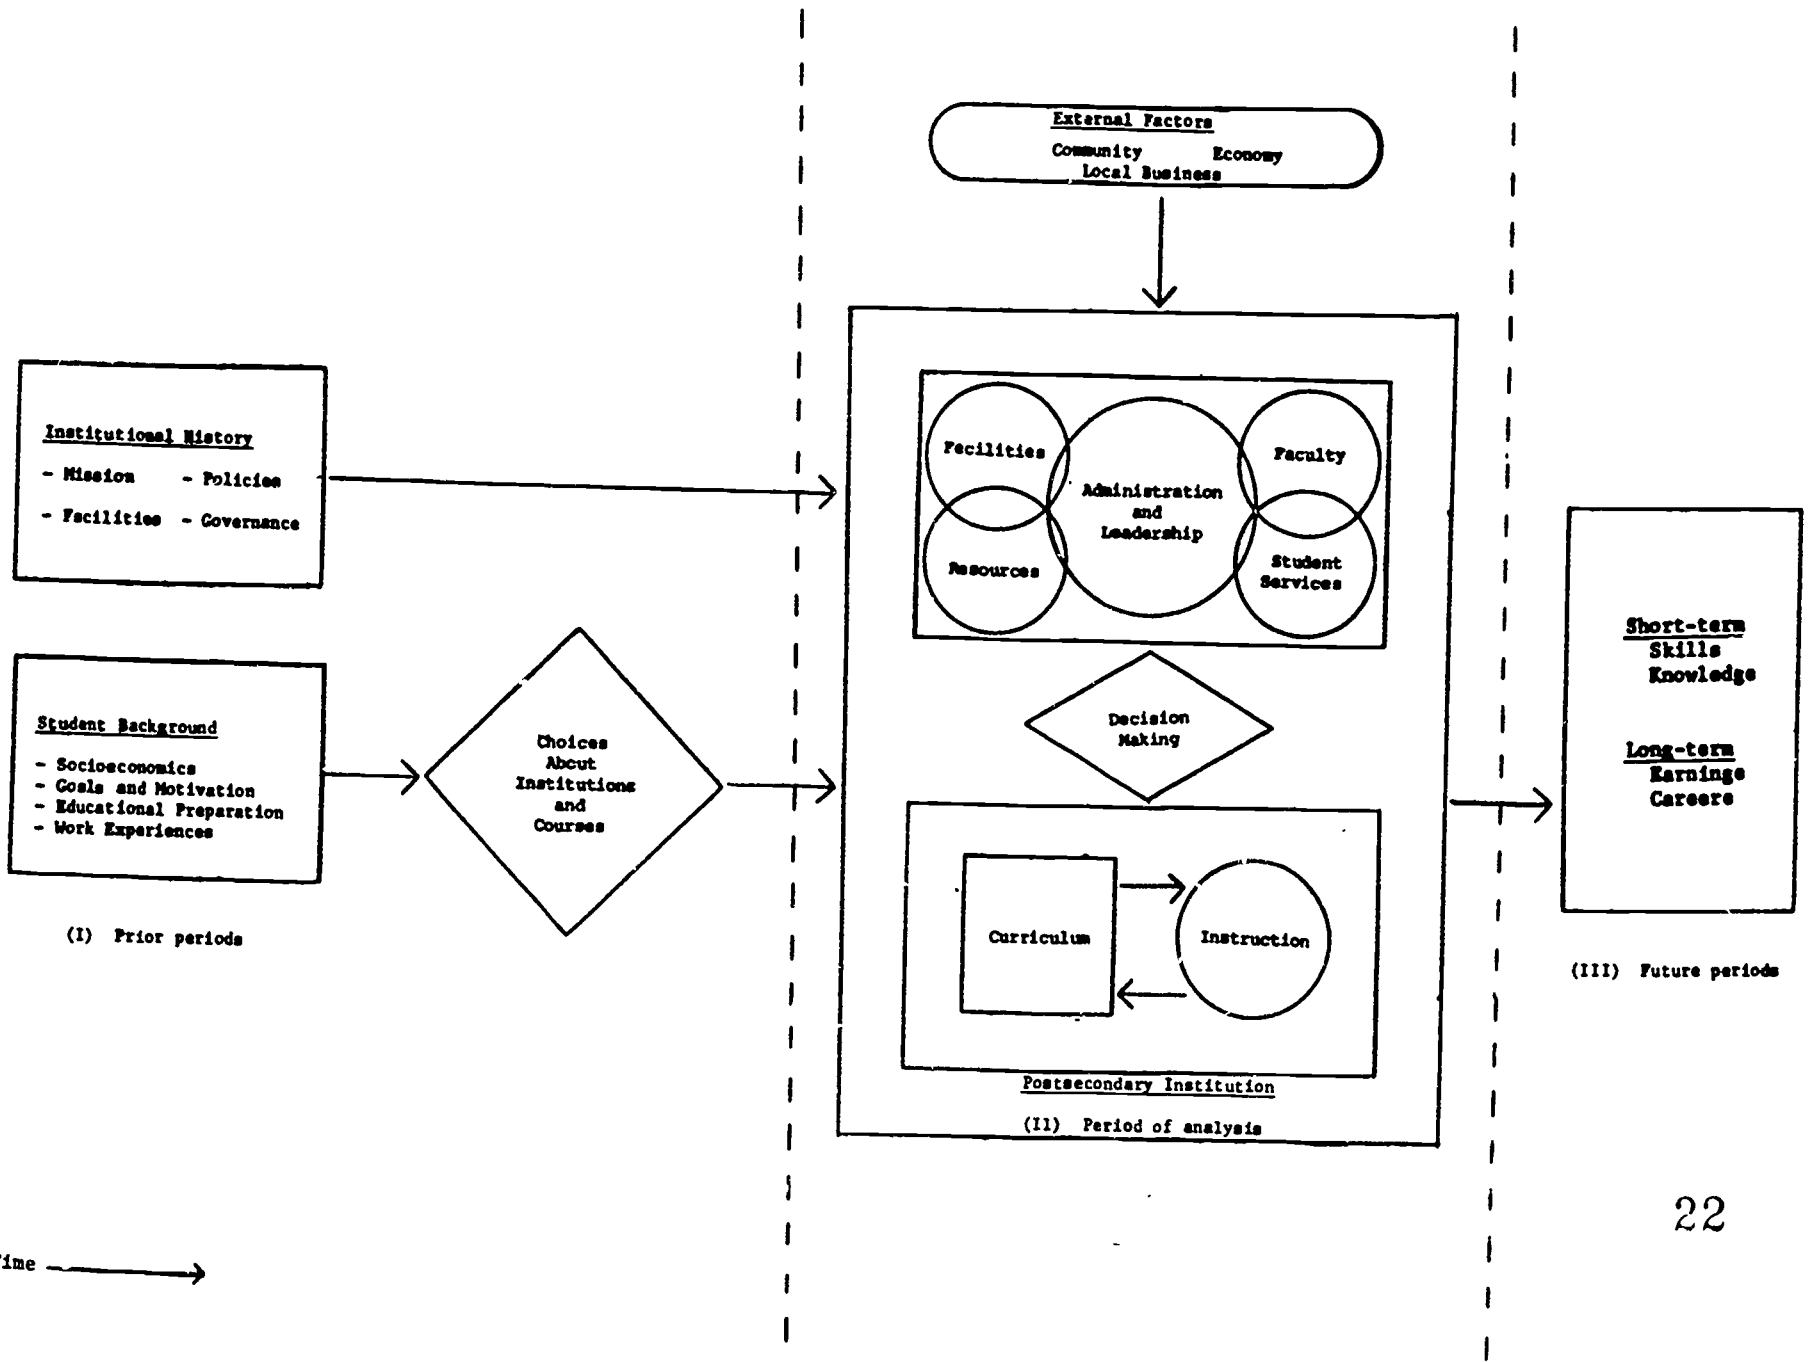 External Factors
Community Economy
Local Business
Institutional History
- Mission - Policies
- Facilities - Governance
Student Background
- Socioeconomics
- Goals and Motivation
- Educational Preparation
- Work Experiences
(I) Prior periods
Choices
About
Institutions
and
Courses
Facilities
Administration
and
Leadership
Faculty
Resources
Student
Services
Decision
Making
Curriculum
Instruction
Postsecondary Institution
(II) Period of analysis
Short-term
Skills
Knowledge
Long-term
Earnings
Careers
(III) Future periods
22
Time